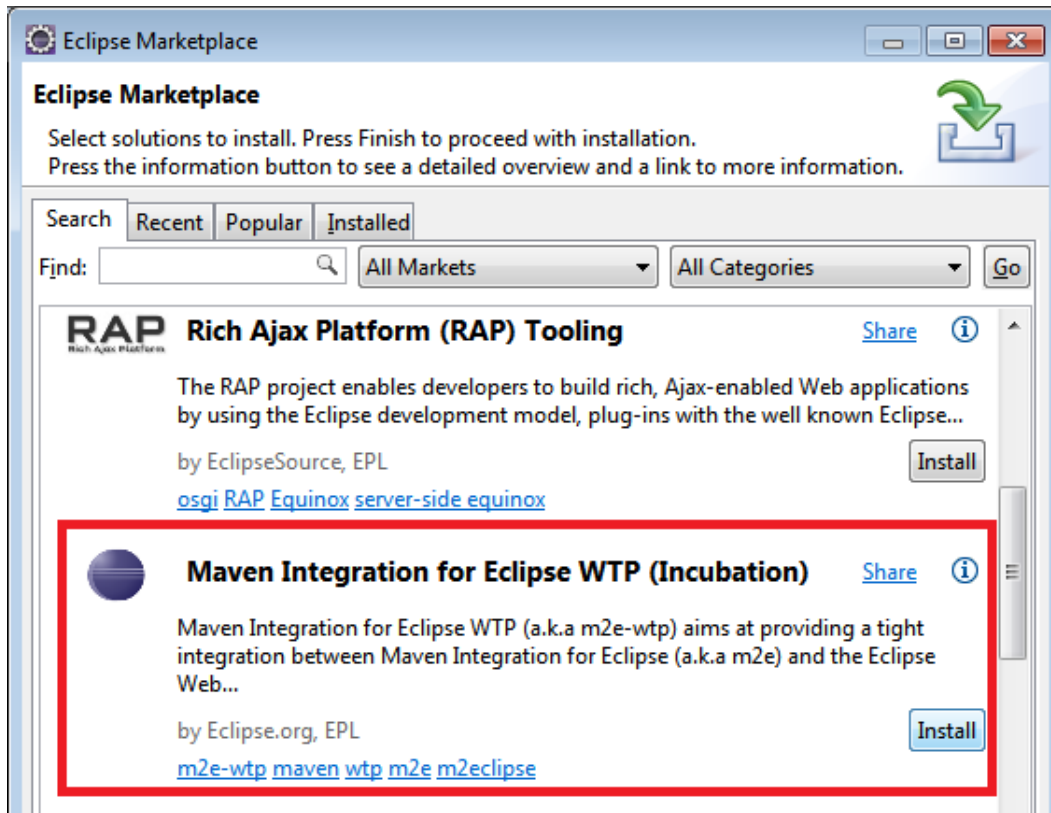 Eclipse Marketplace
Eclipse Marketplace
Select solutions to install. Press Finish to proceed with installation.
Press the information button to see a detailed overview and a link to more information.
Search Recent Popular Installed
Find: All Markets All Categories Go
RAP Rich Ajax Platform (RAP) Tooling Share
Rich Ajax Platform
The RAP project enables developers to build rich, Ajax-enabled Web applications
by using the Eclipse development model, plug-ins with the well known Eclipse...
by EclipseSource, EPL Install
osgi RAP Equinox server-side equinox
Maven Integration for Eclipse WTP (Incubation) Share
Maven Integration for Eclipse WTP (a.k.a m2e-wtp) aims at providing a tight
integration between Maven Integration for Eclipse (a.k.a m2e) and the Eclipse
Web...
by Eclipse.org, EPL Install
m2e-wtp maven wtp m2e m2eclipse